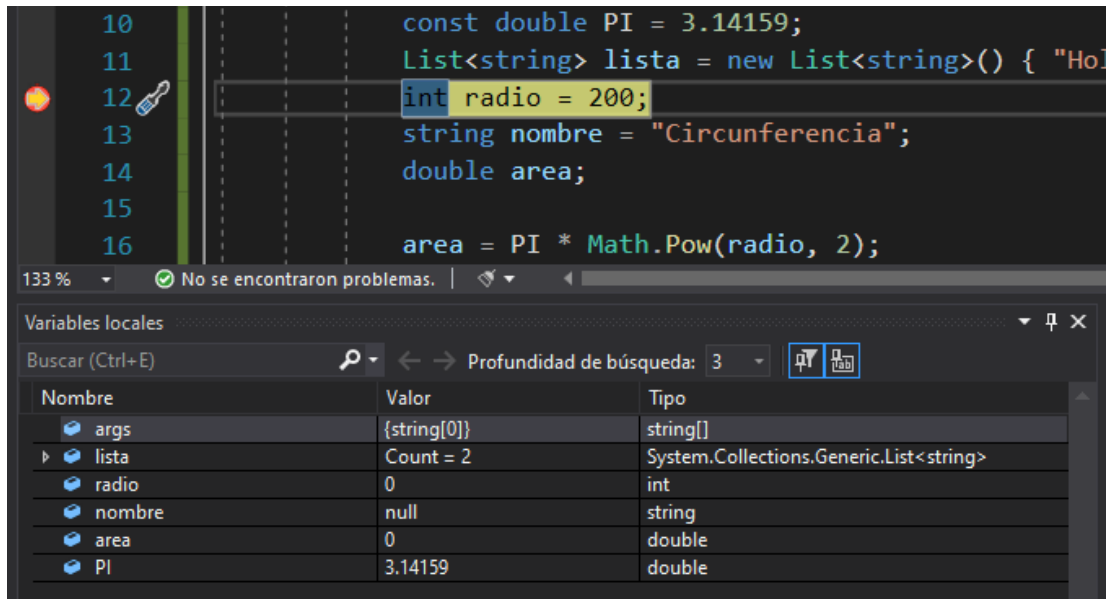 10 const double PI = 3.14159;
11 List<string> lista = new List<string>() { "Hol
12 int radio = 200;
13 string nombre = "Circunferencia";
14 double area;
15
16 area = PI * Math.Pow(radio, 2);
133 % No se encontraron problemas.
Variables locales
Buscar (Ctrl+E) Profundidad de búsqueda: 3
Nombre Valor Tipo
args {string[0]} string[]
lista Count = 2 System.Collections.Generic.List<string>
radio 0 int
nombre null string
area 0 double
PI 3.14159 double